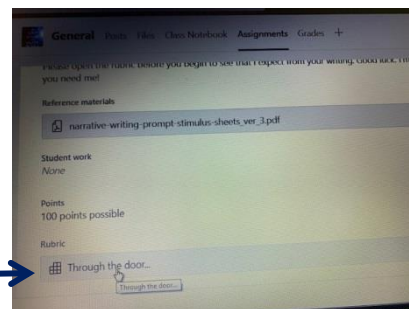 General Posts Files Class Notebook Assignments Grades +
Please open the rubric before you begin to see that I expect from your writing. Good luck, I'm
you need me!
Reference materials
narrative-writing-prompt-stimulus-sheets_ver_3.pdf
Student work
None
Points
100 points possible
Rubric
Through the door...
Through the door...